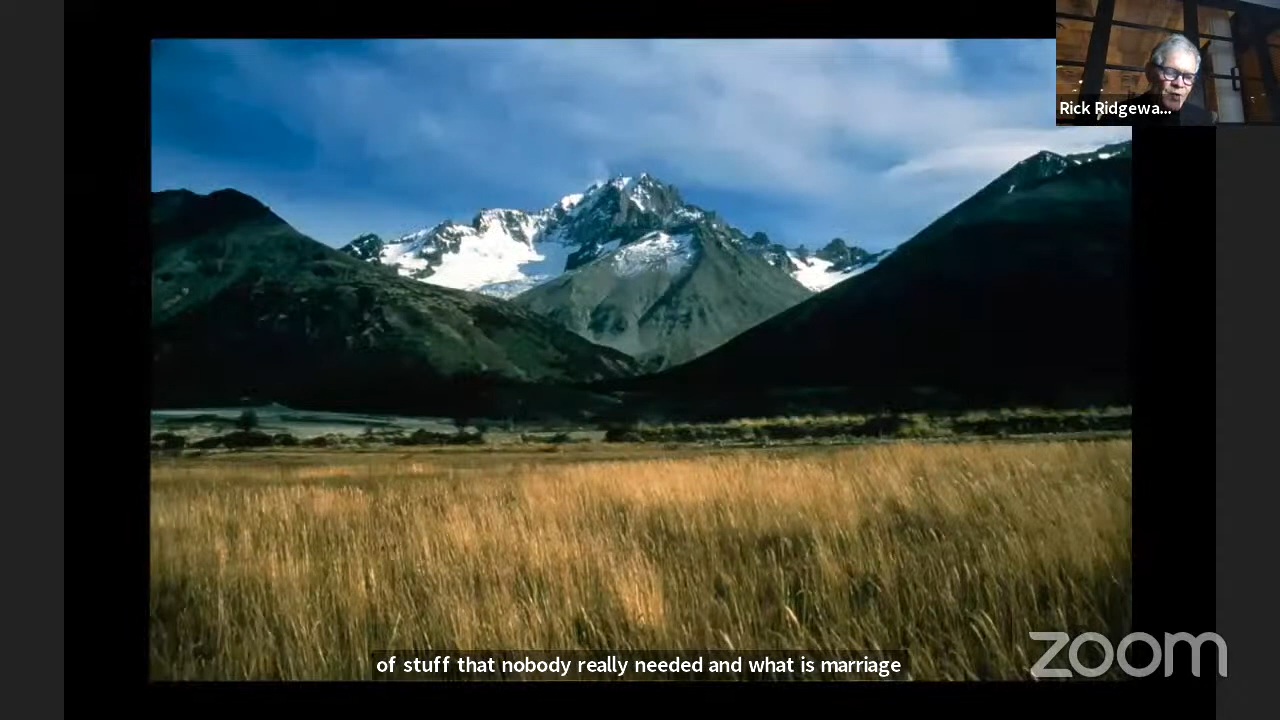 Rick Ridgewa...
of stuff that nobody really needed and what is marriage
zoom